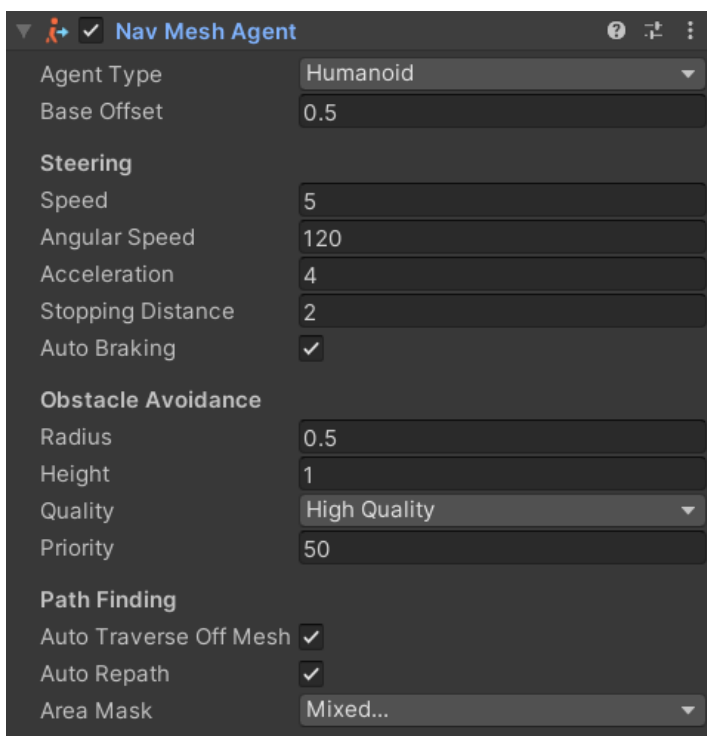 Nav Mesh Agent
Agent Type Humanoid
Base Offset 0.5
Steering
Speed 5
Angular Speed 120
Acceleration 4
Stopping Distance 2
Auto Braking
Obstacle Avoidance
Radius 0.5
Height 1
Quality High Quality
Priority 50
Path Finding
Auto Traverse Off Mesh
Auto Repath
Area Mask Mixed...